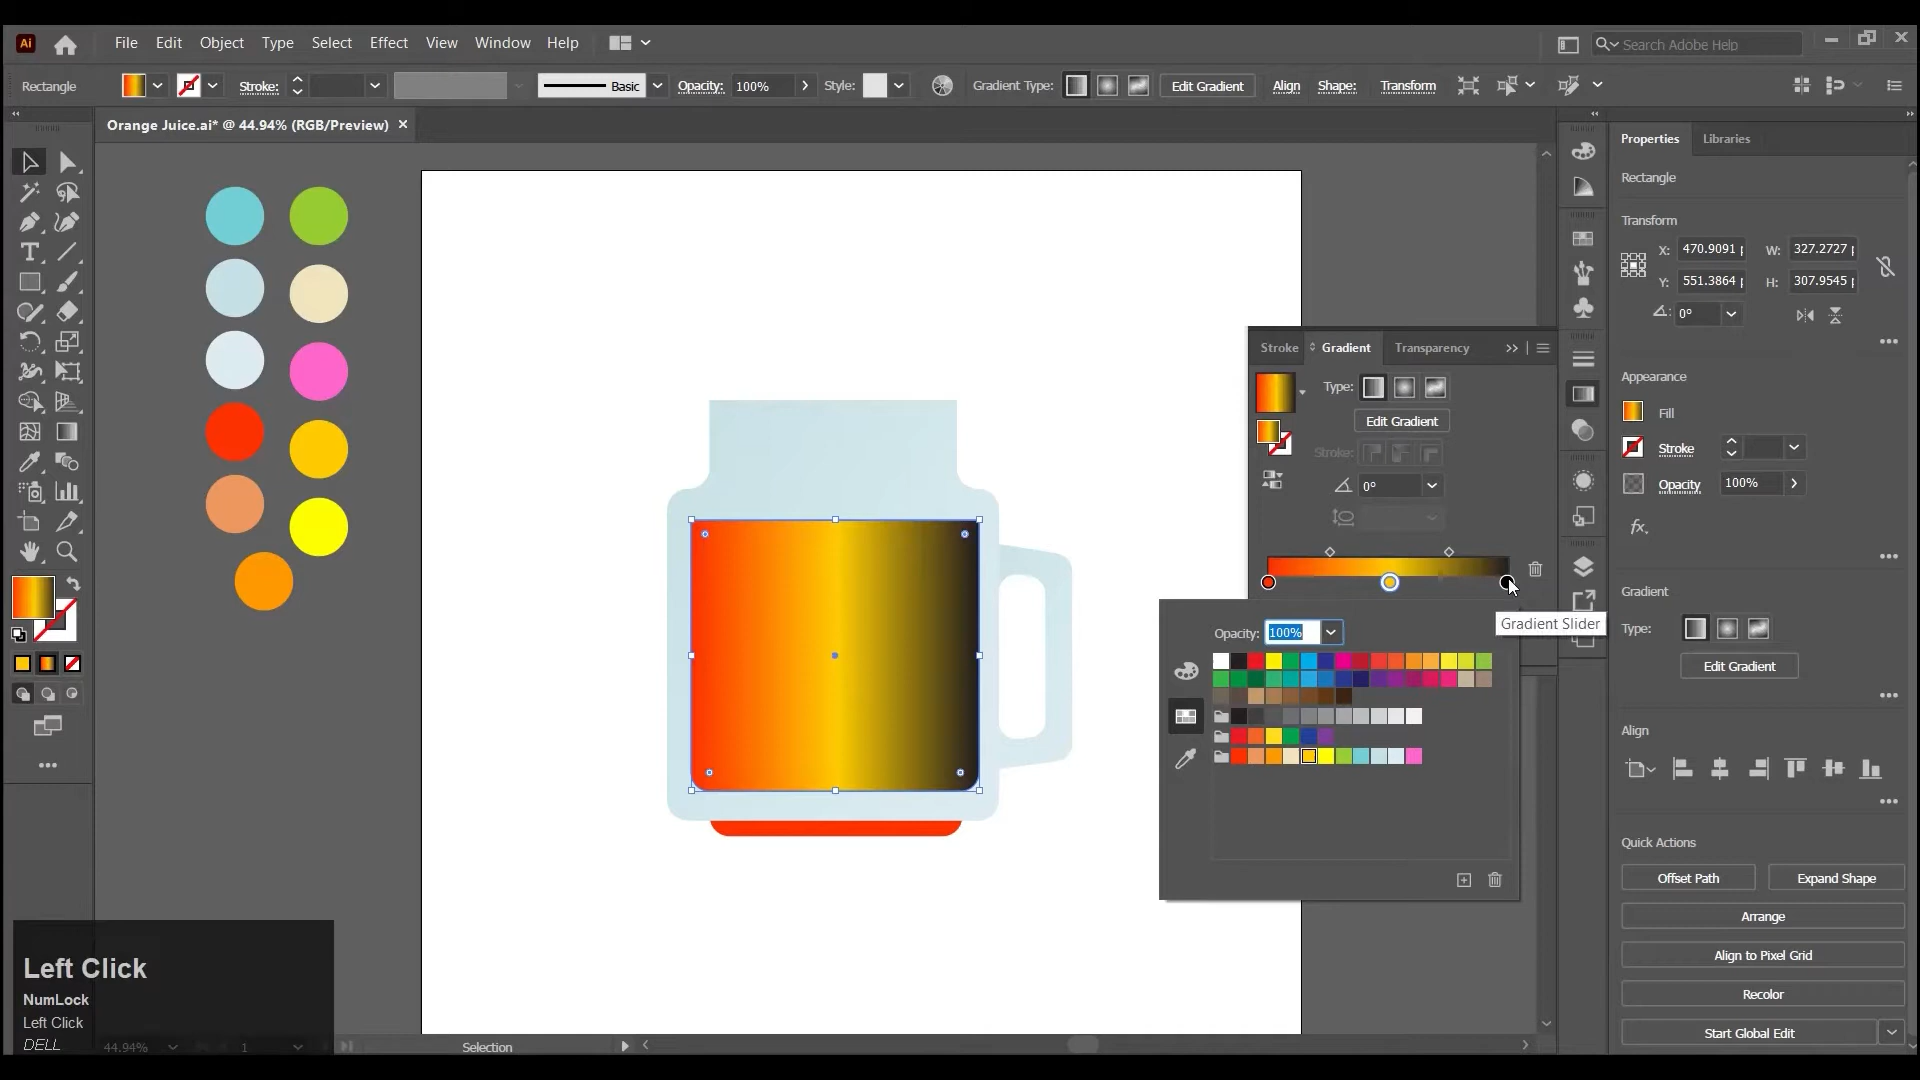 Ai File Edit Object Type Select Effect View Window Help Search Adobe Help
Rectangle Stroke: Basic Opacity: 100% Style: Gradient Type: Edit Gradient Align Shape: Transform
Orange Juice.ai* @ 44.94% (RGB/Preview) ×
Properties Libraries
Rectangle
Transform
X: 470.9091 p W: 327.2727 p
Y: 551.3864 p H: 307.9545 p
0°
Stroke Gradient Transparency
Type:
Edit Gradient
Stroke:
0°
Gradient Slider
Opacity: 100%
Appearance
Fill
Stroke
Opacity 100%
fx.
Gradient
Type:
Edit Gradient
Align
Quick Actions
Offset Path Expand Shape
Arrange
Align to Pixel Grid
Recolor
Start Global Edit
Left Click
NumLock
Left Click
DELL
44.94% 1 Selection